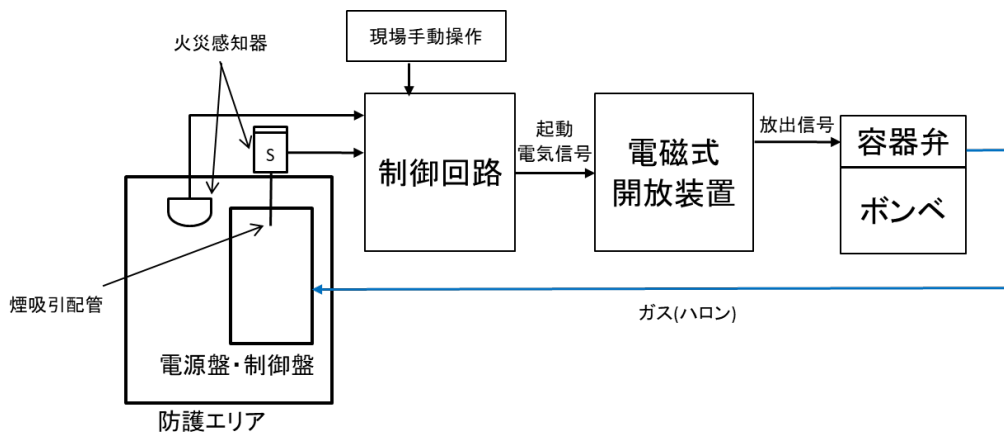 現場手動操作
火災感知器
S
制御回路
起動
電気信号
電磁式
開放装置
放出信号
容器弁
ボンベ
煙吸引配管
ガス(ハロン)
電源盤・制御盤
防護エリア